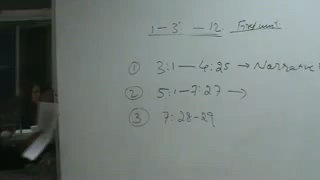 1 - 3' - 12
① 3:1 — 4:25 → Narrative
② 5:1 — 7:27 →
③ 7:28-29